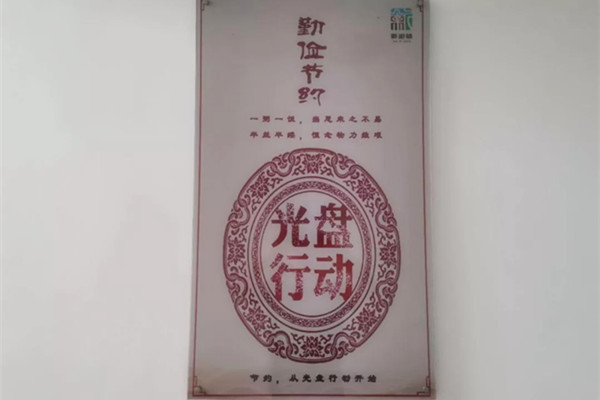 勤俭节约
一粥一饭，当思来之不易
半丝半缕，恒念物力维艰
光盘
行动
节约，从光盘行动开始